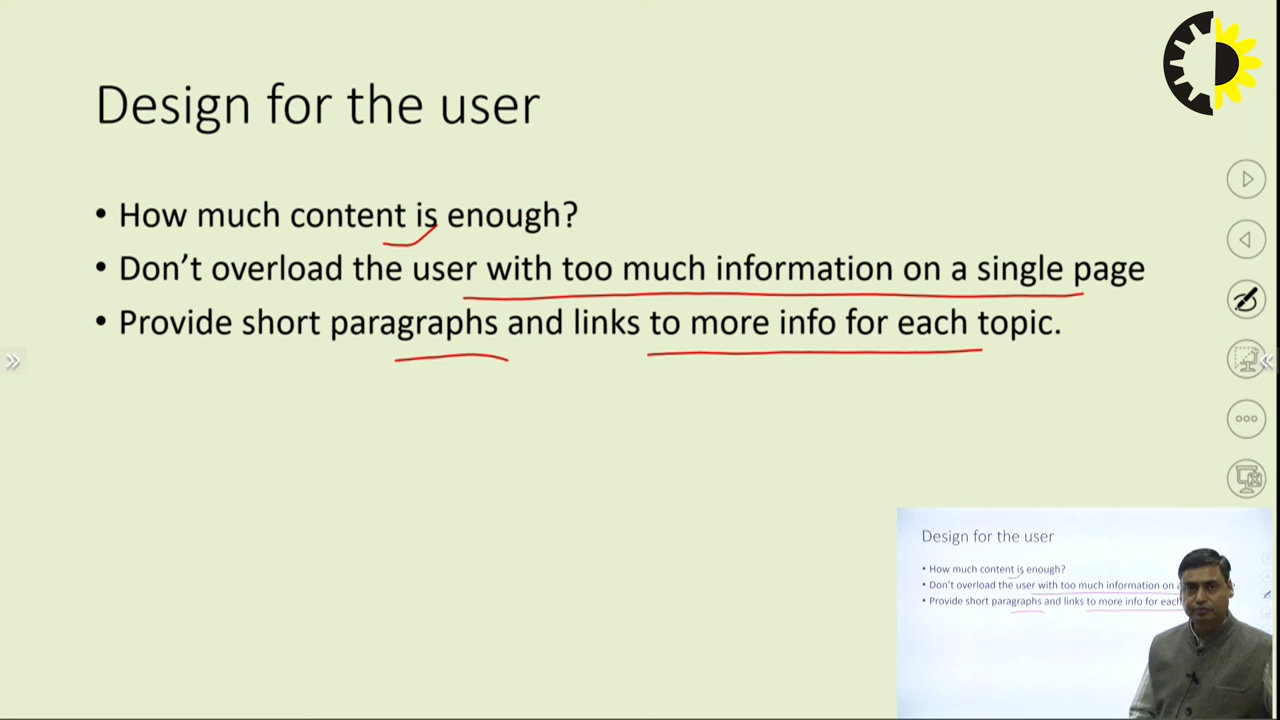 Design for the user
• How much content is enough?
• Don’t overload the user with too much information on a single page
• Provide short paragraphs and links to more info for each topic.
Design for the user
• How much content is enough?
• Don’t overload the user with too much information on
• Provide short paragraphs and links to more info for each